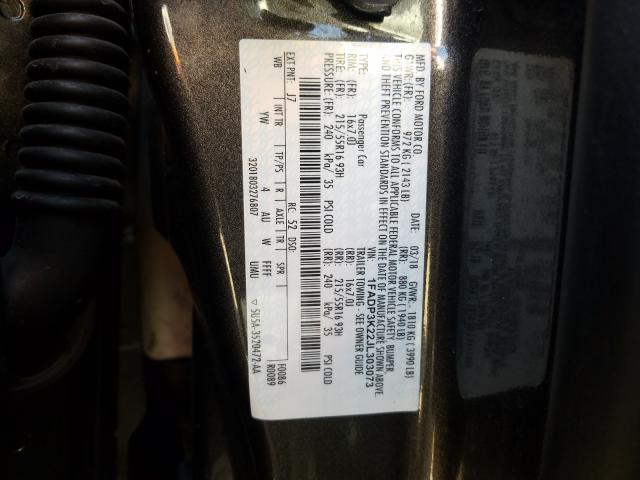 MFD. BY FORD MOTOR CO.
DATE: 03/18 GVWR: 1810 KG ( 3990 LB)
GAWR:(FR) 972 KG ( 2143 LB) (RR) 880 KG ( 1940 LB)
THIS VEHICLE CONFORMS TO ALL APPLICABLE FEDERAL MOTOR VEHICLE SAFETY BUMPER
AND THEFT PREVENTION STANDARDS IN EFFECT ON THE DATE OF MANUFACTURE SHOWN ABOVE
VIN: 1FADP3K22JL303073
TYPE: Passenger Car TRAILER TOWING - SEE OWNER GUIDE
RIM: (FR): 16x7.0J (RR): 16x7.0J
TIRE: (FR): 215/55R16 93H (RR): 215/55R16 93H
PRESSURE:(FR): 240 kPa/ 35 PSI COLD (RR): 240 kPa/ 35 PSI COLD
EXT PNT: J7 RC: 52 DSO: F0086
R0089
WB INT TR TP/PS R AXLE TR SPR
YW 4 AU W FFFF UMU
3201803276807 5U5A-3520472-AA